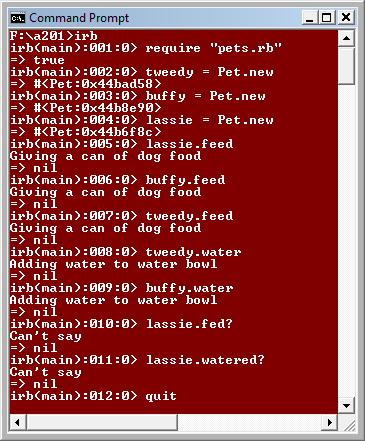 Command Prompt
F:\a201>irb
irb(main):001:0> require "pets.rb"
=> true
irb(main):002:0> tweedy = Pet.new
=> #<Pet:0x44bad58>
irb(main):003:0> buffy = Pet.new
=> #<Pet:0x44b8e90>
irb(main):004:0> lassie = Pet.new
=> #<Pet:0x44b6f8c>
irb(main):005:0> lassie.feed
Giving a can of dog food
=> nil
irb(main):006:0> buffy.feed
Giving a can of dog food
=> nil
irb(main):007:0> tweedy.feed
Giving a can of dog food
=> nil
irb(main):008:0> tweedy.water
Adding water to water bowl
=> nil
irb(main):009:0> buffy.water
Adding water to water bowl
=> nil
irb(main):010:0> lassie.fed?
Can't say
=> nil
irb(main):011:0> lassie.watered?
Can't say
=> nil
irb(main):012:0> quit